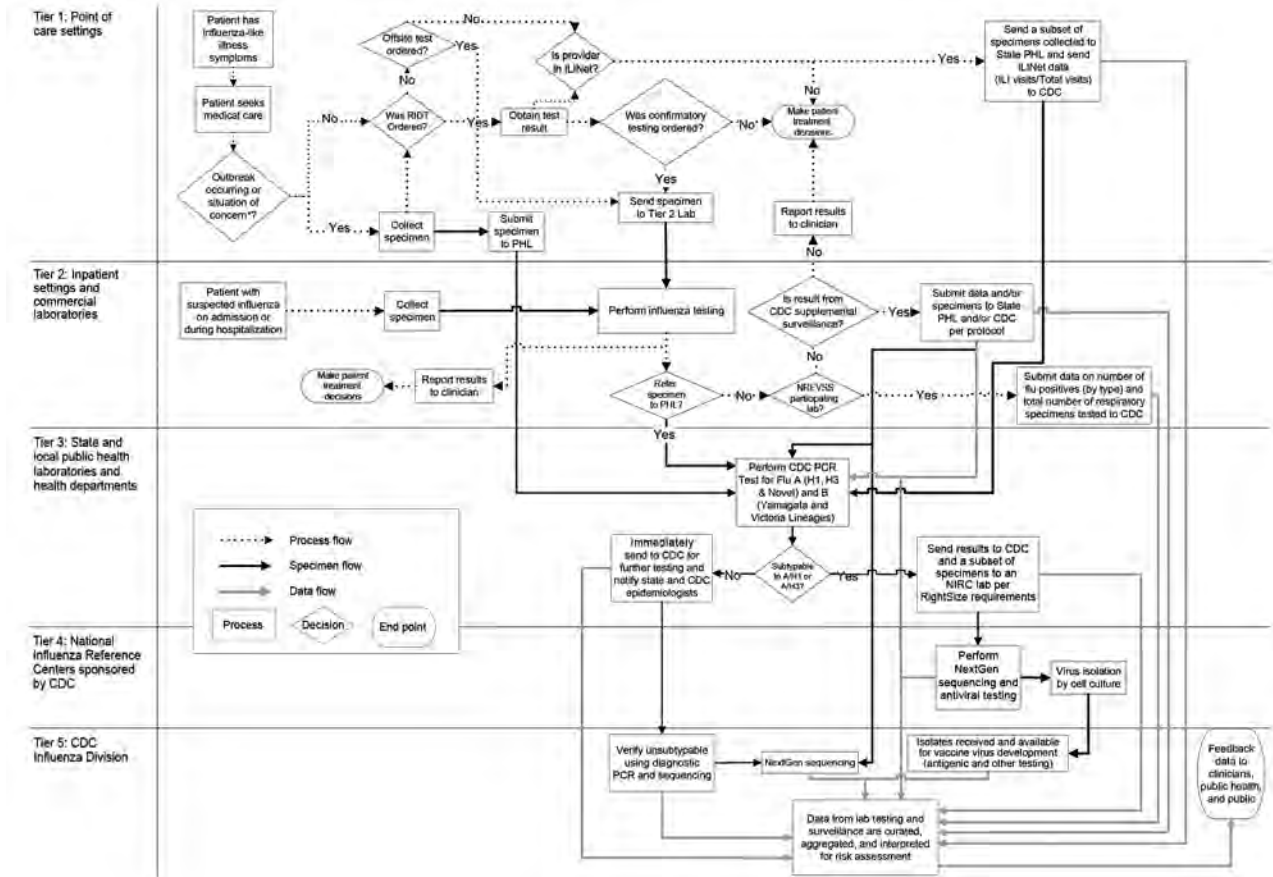 Tier 1: Point of
care settings
Patient has
influenza-like
illness
symptoms
Patient seeks
medical care
Outbreak
occurring or
situation of
concern*?
No
Yes
Offsite test
ordered?
No
Yes
No
Was RIDT
Ordered?
Yes
Collect
specimen
Submit
specimen
to PHL
Obtain test
result
Is provider
in ILINet?
Yes
No
Was confirmatory
testing ordered?
No
Yes
Send specimen
to Tier 2 Lab
Make patient
treatment
decisions
Report results
to clinician
No
Send a subset of
specimens collected to
State PHL and send
ILINet data
(ILI visits/Total visits)
to CDC
Tier 2: Inpatient
settings and
commercial
laboratories
Patient with
suspected influenza
on admission or
during hospitalization
Collect
specimen
Perform influenza testing
Is result from
CDC supplemental
surveillance?
Yes
Submit data and/or
specimens to State
PHL and/or CDC
per protocol
No
Make patient
treatment
decisions
Report results
to clinician
Refer
specimen
to PHL?
No
NREVSS
participating
lab?
Yes
Submit data on number of
flu positives (by type) and
total number of respiratory
specimens tested to CDC
Yes
Tier 3: State and
local public health
laboratories and
health departments
Perform CDC PCR
Test for Flu A (H1, H3
& Novel) and B
(Yamagata and
Victoria Lineages)
Process flow
Specimen flow
Data flow
Process
Decision
End point
Immediately
send to CDC for
further testing and
notify state and CDC
epidemiologists
No
Subtypable
to A/H1 or
A/H3?
Yes
Send results to CDC
and a subset of
specimens to an
NIRC lab per
RightSize requirements
Tier 4: National
Influenza Reference
Centers sponsored
by CDC
Perform
NextGen
sequencing and
antiviral testing
Virus isolation
by cell culture
Tier 5: CDC
Influenza Division
Verify unsubtypable
using diagnostic
PCR and sequencing
NextGen sequencing
Isolates received and available
for vaccine virus development
(antigenic and other testing)
Feedback
data to
clinicians,
public health,
and public
Data from lab testing and
surveillance are curated,
aggregated, and interpreted
for risk assessment